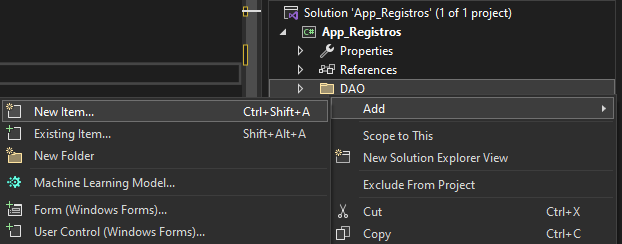 Solution 'App_Registros' (1 of 1 project)
C# App_Registros
Properties
References
DAO
New Item... Ctrl+Shift+A
Add
Existing Item... Shift+Alt+A
Scope to This
New Folder
New Solution Explorer View
Machine Learning Model...
Exclude From Project
Form (Windows Forms)...
Cut Ctrl+X
User Control (Windows Forms)...
Copy Ctrl+C